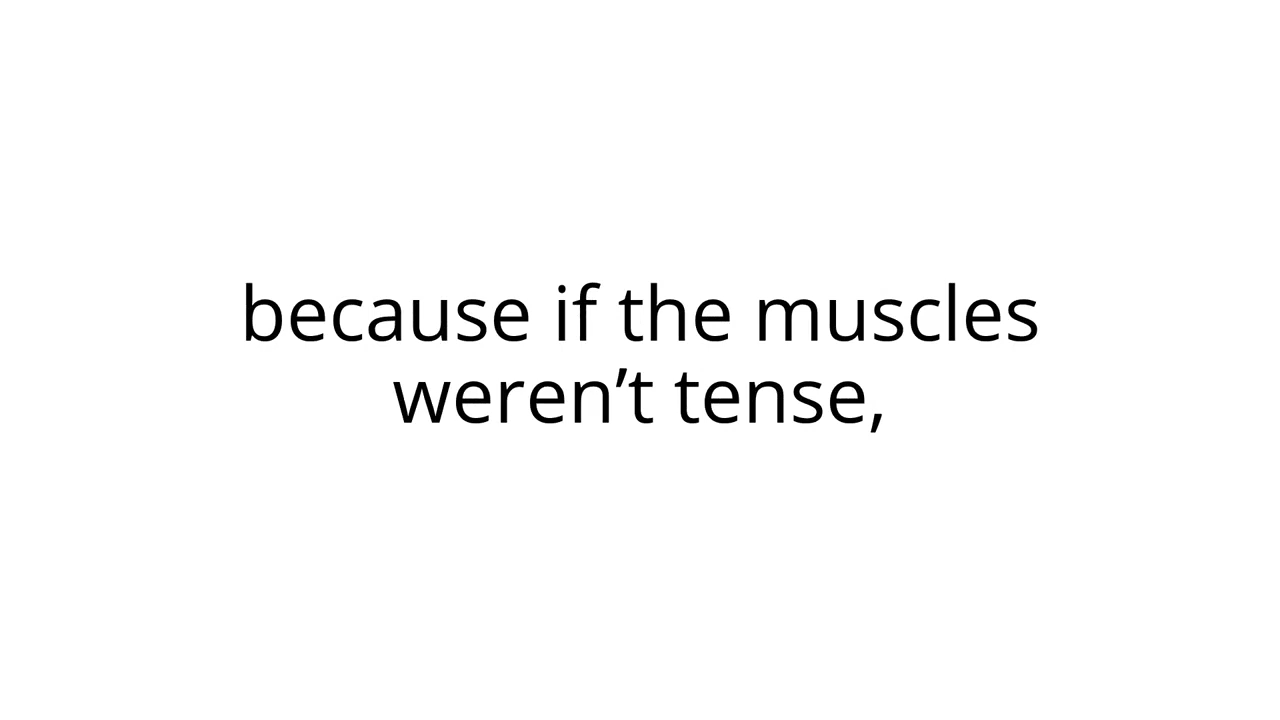 because if the muscles
weren’t tense,